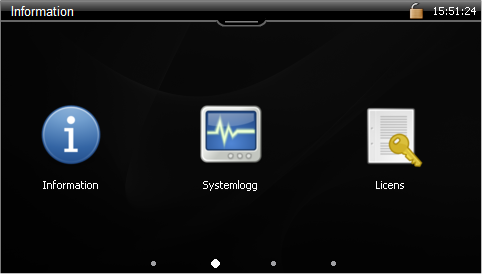 Information 15:51:24
Information Systemlogg Licens